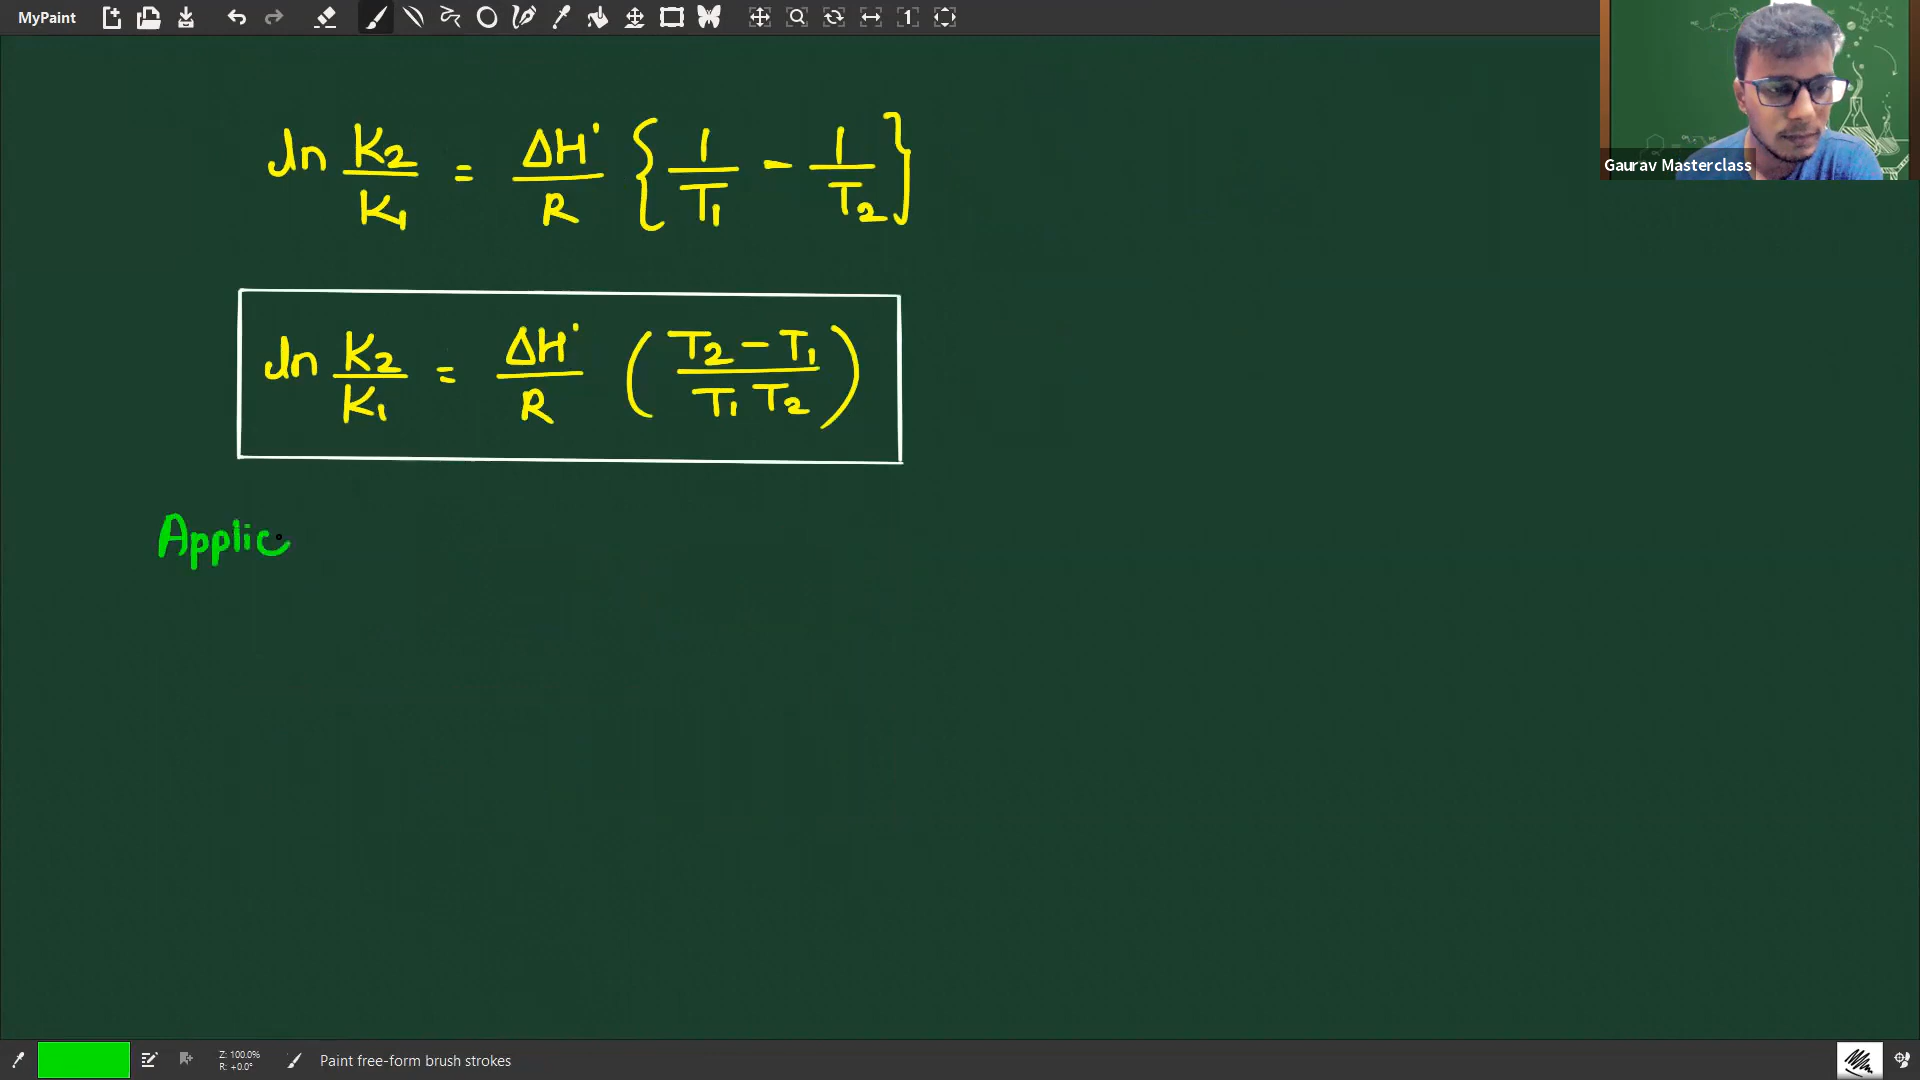 MyPaint
1
Gaurav Masterclass
ln K2/K1 = ΔH°/R {1/T1 - 1/T2}
ln K2/K1 = ΔH°/R (T2 - T1 / T1 T2)
Applic
Z: 100.0%
R: +0.0°
Paint free-form brush strokes